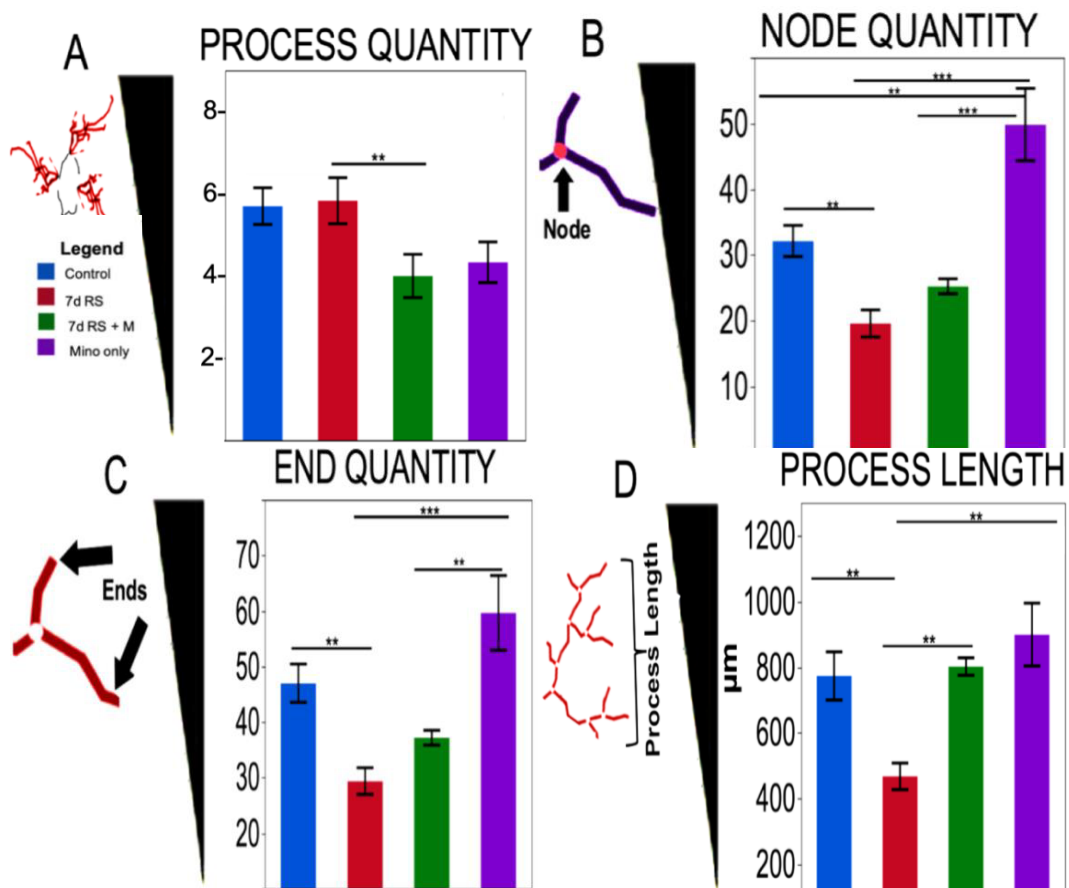 A
PROCESS QUANTITY
8
6
4
2
**
Legend
Control
7d RS
7d RS + M
Mino only
B
NODE QUANTITY
Node
50
40
30
20
10
***
**
***
**
C
END QUANTITY
Ends
70
60
50
40
30
20
***
**
**
D
PROCESS LENGTH
Process Length
µm
1200
1000
800
600
400
200
**
**
**